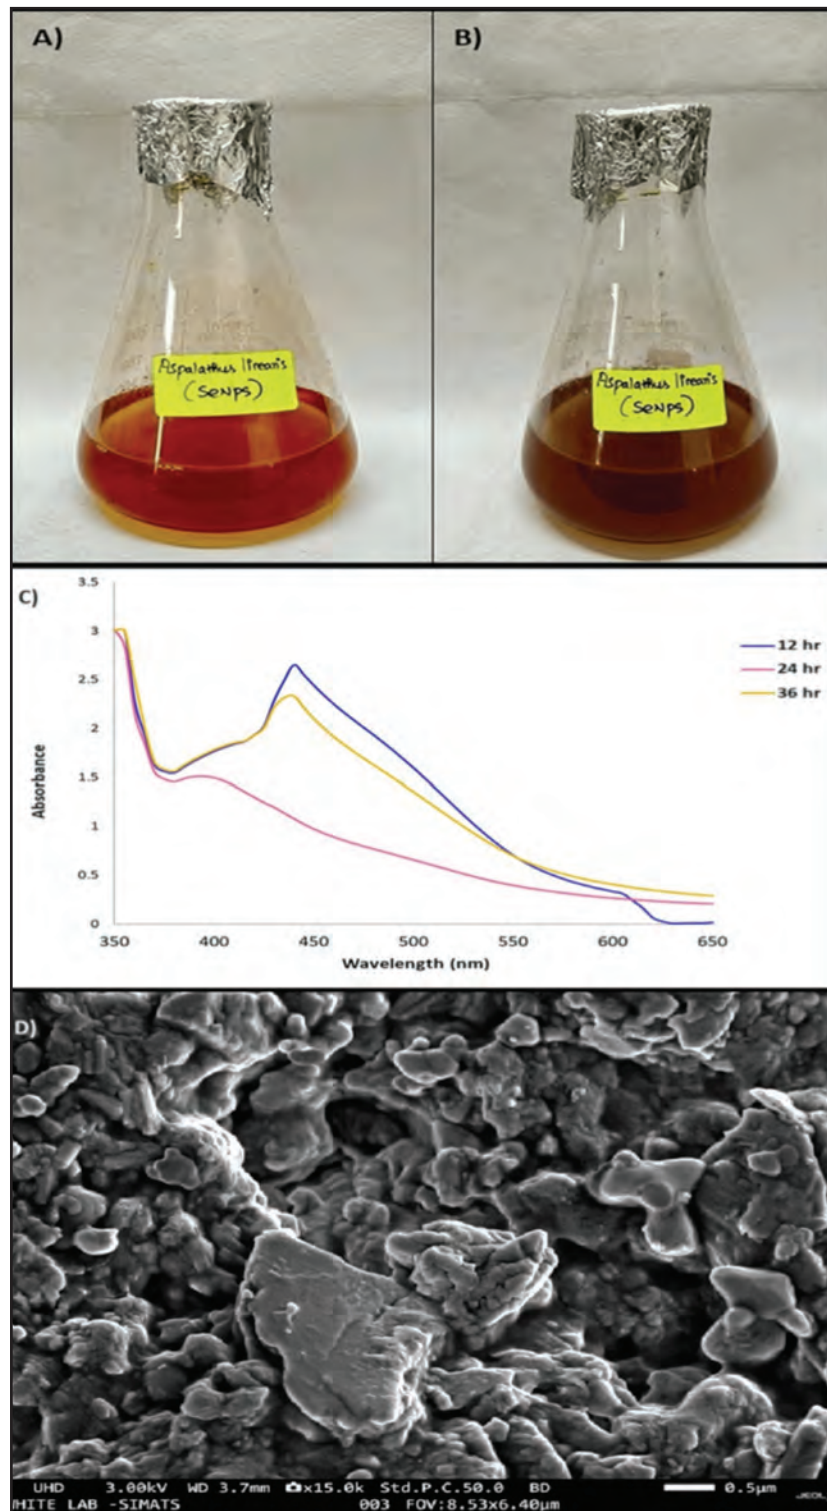 A)
B)
Aspalathus linearis
(SeNPs)
Aspalathus linearis
(SeNPs)
C)
3.5
3
2.5
2
1.5
1
0.5
0
Absorbance
350
400
450
500
550
600
650
Wavelength (nm)
12 hr
24 hr
36 hr
D)
UHD 3.00kV WD 3.7mm x15.0k Std.P.C.50.0 BD 0.5µm
HITE LAB -SIMATS 003 FOV:8.53x6.40µm JEOL